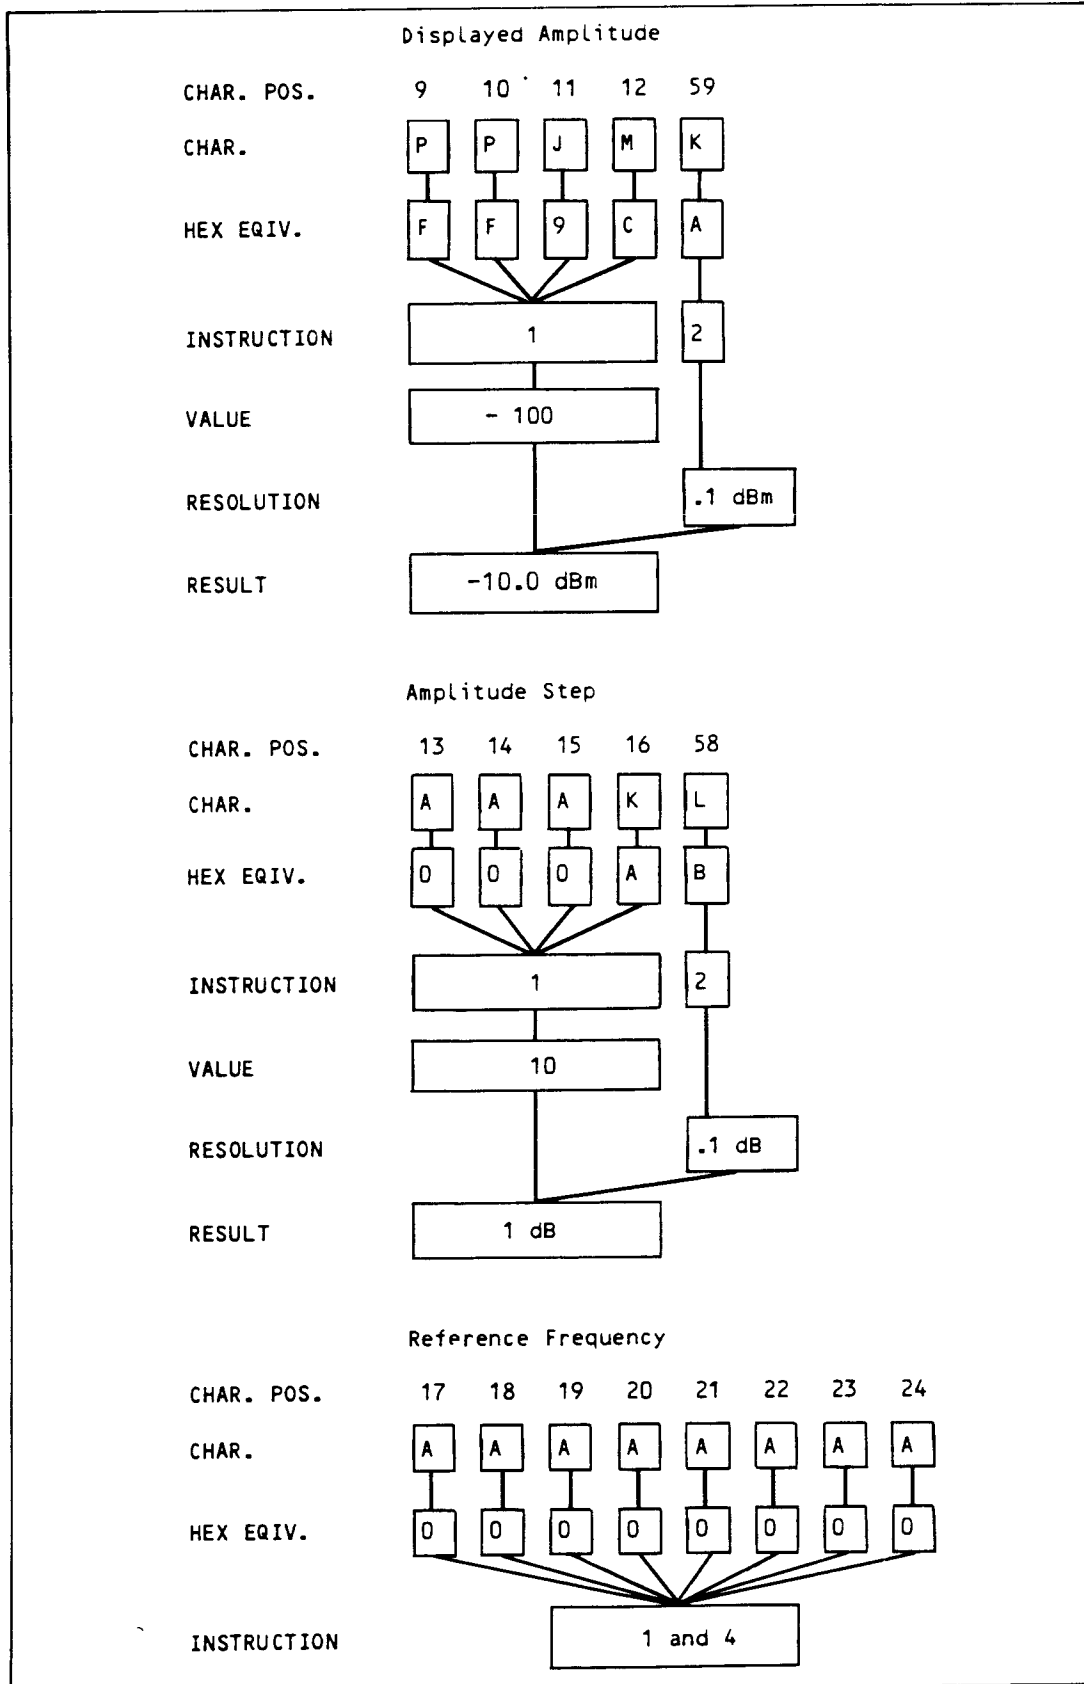 Displayed Amplitude
CHAR. POS. 9 10 11 12 59
CHAR. P P J M K
HEX EQIV. F F 9 C A
INSTRUCTION 1 2
VALUE - 100
RESOLUTION .1 dBm
RESULT -10.0 dBm
Amplitude Step
CHAR. POS. 13 14 15 16 58
CHAR. A A A K L
HEX EQIV. 0 0 0 A B
INSTRUCTION 1 2
VALUE 10
RESOLUTION .1 dB
RESULT 1 dB
Reference Frequency
CHAR. POS. 17 18 19 20 21 22 23 24
CHAR. A A A A A A A A
HEX EQIV. 0 0 0 0 0 0 0 0
INSTRUCTION 1 and 4